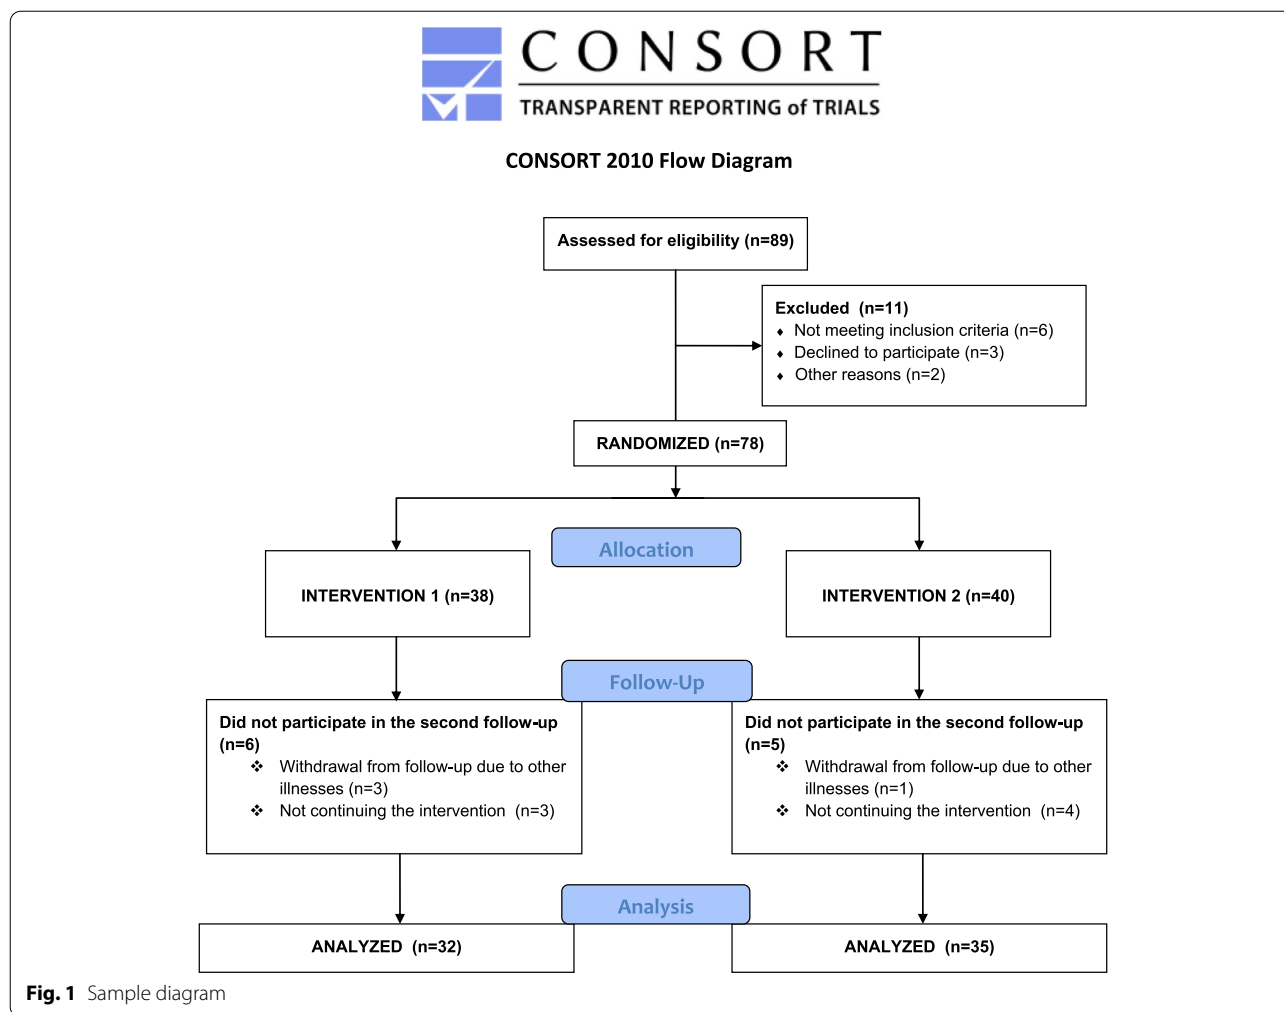 CONSORT
TRANSPARENT REPORTING of TRIALS
CONSORT 2010 Flow Diagram
Assessed for eligibility (n=89)
Excluded (n=11)
♦ Not meeting inclusion criteria (n=6)
♦ Declined to participate (n=3)
♦ Other reasons (n=2)
RANDOMIZED (n=78)
Allocation
INTERVENTION 1 (n=38)
INTERVENTION 2 (n=40)
Follow-Up
Did not participate in the second follow-up
(n=6)
❖ Withdrawal from follow-up due to other
illnesses (n=3)
❖ Not continuing the intervention (n=3)
Did not participate in the second follow-up
(n=5)
❖ Withdrawal from follow-up due to other
illnesses (n=1)
❖ Not continuing the intervention (n=4)
Analysis
ANALYZED (n=32)
ANALYZED (n=35)
Fig. 1 Sample diagram